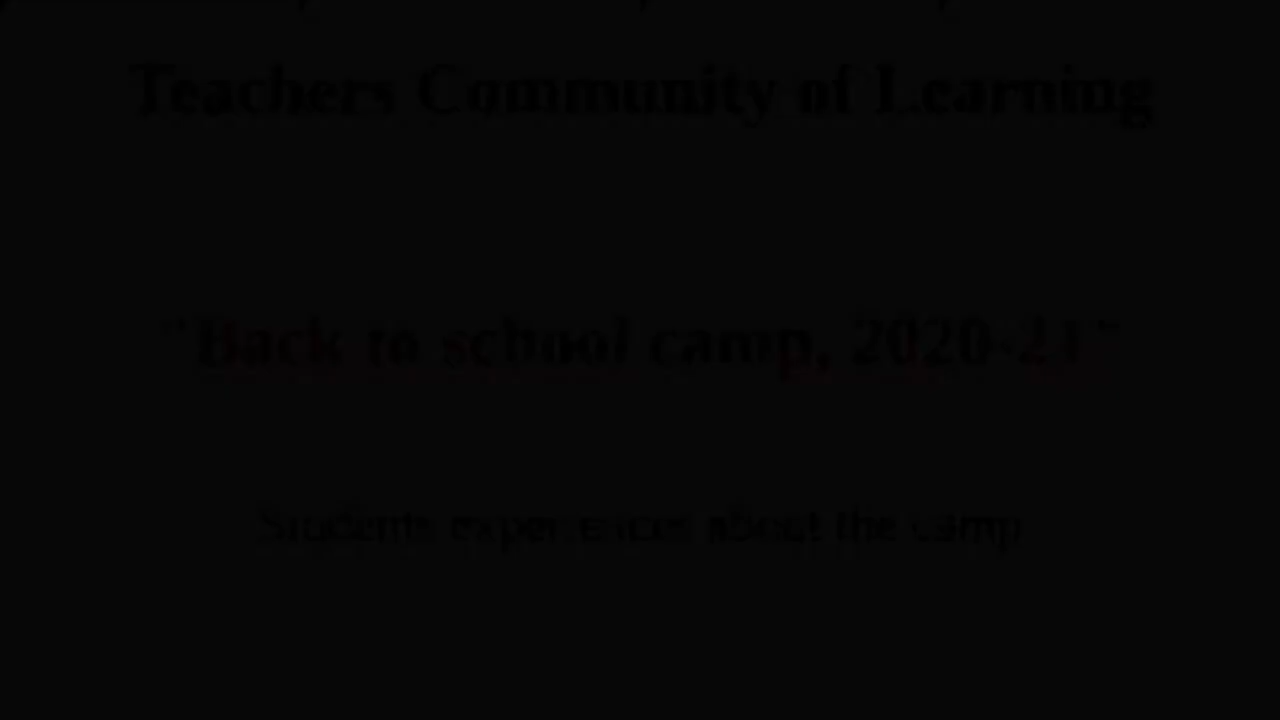 Teachers Community of Learning
"Back to school camp, 2020-21"
Students experiences about the camp